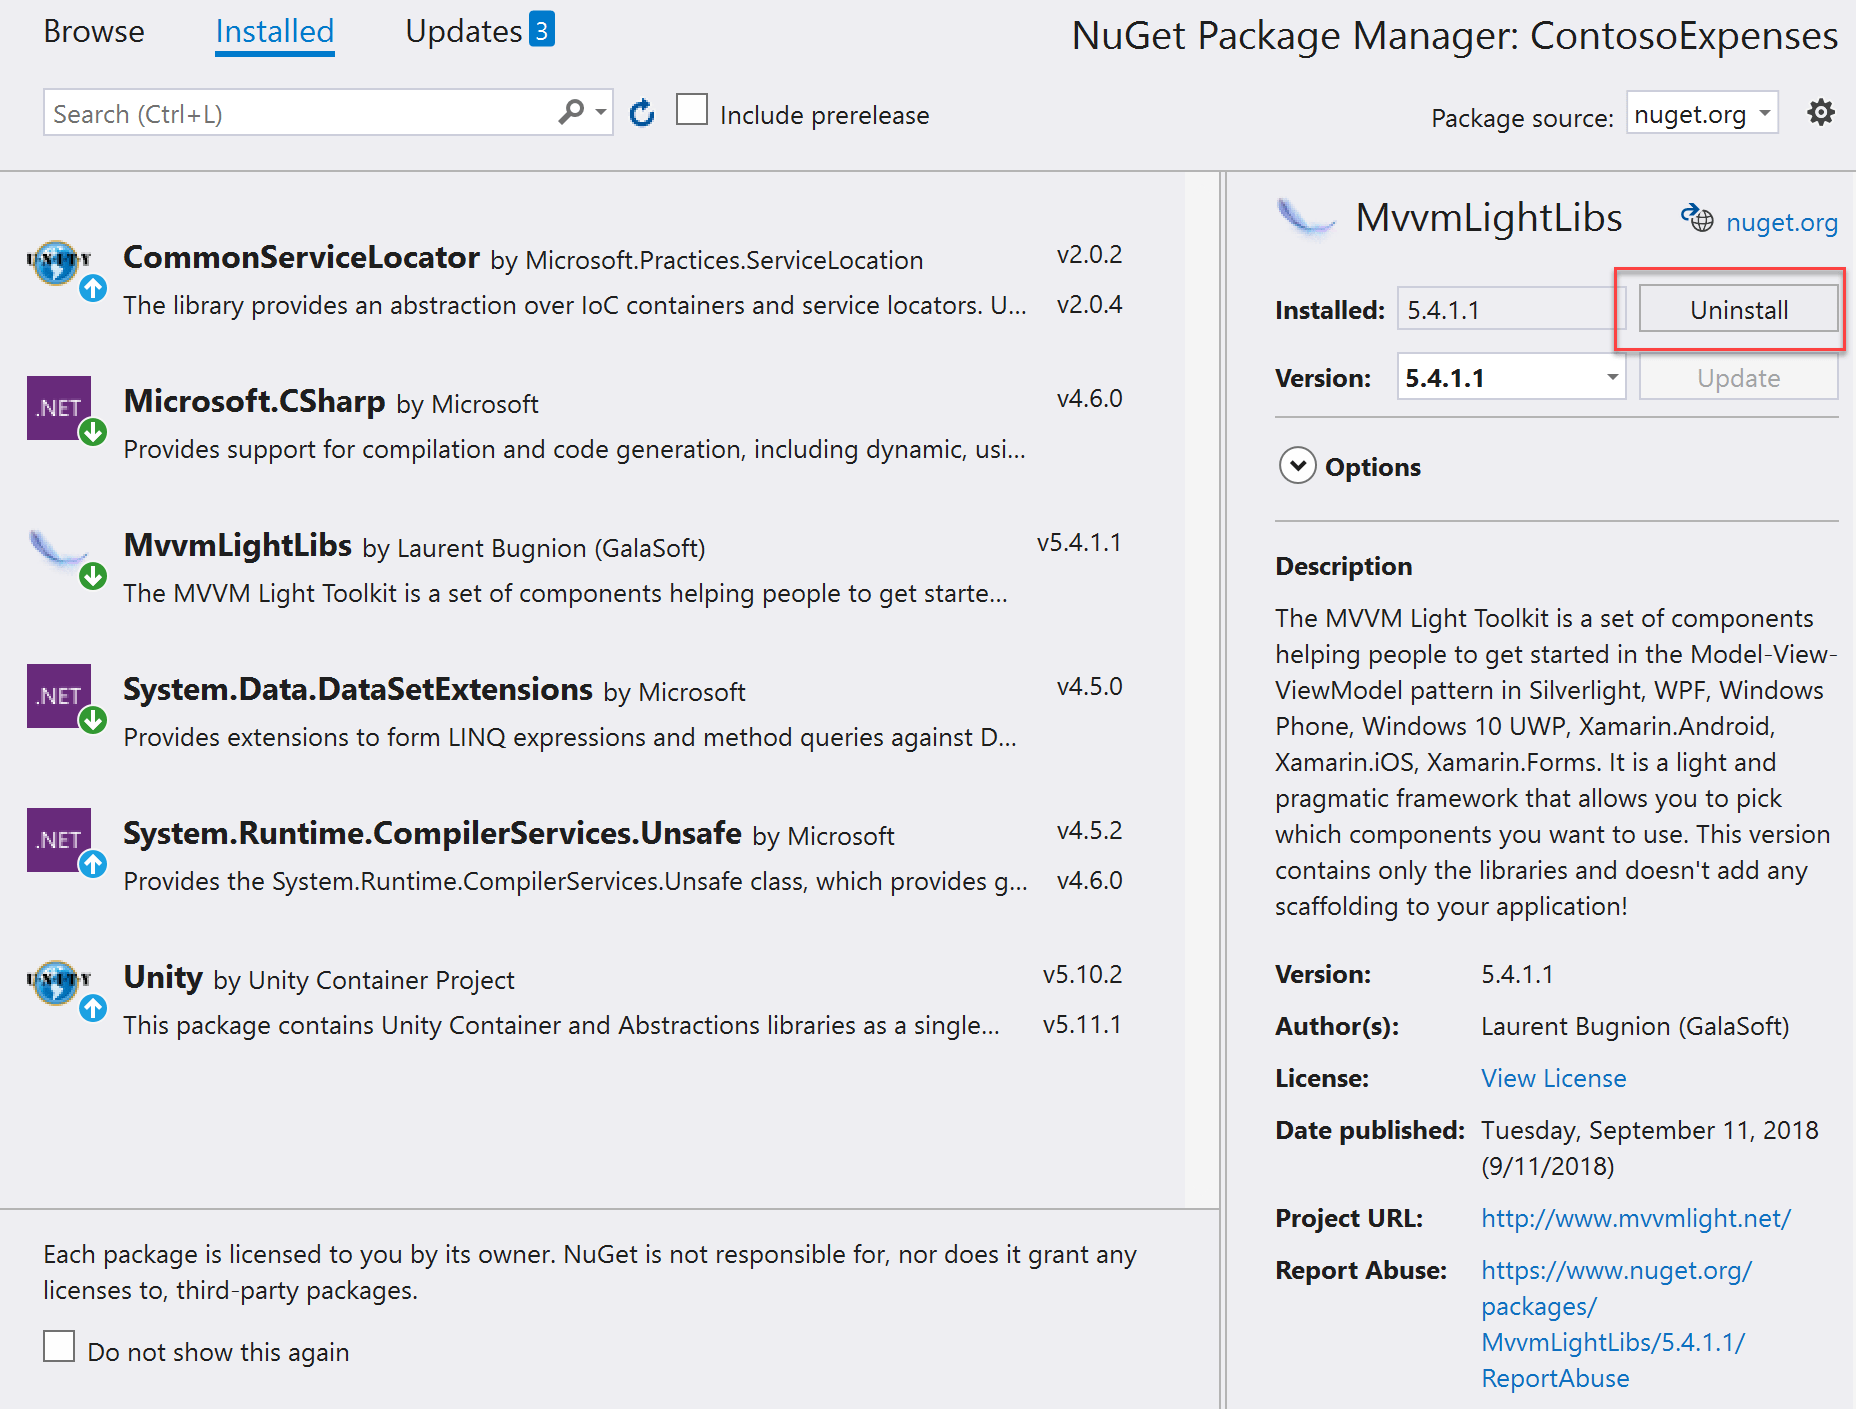 Browse Installed Updates 3 NuGet Package Manager: ContosoExpenses
Search (Ctrl+L) Include prerelease Package source: nuget.org
UNITY
CommonServiceLocator by Microsoft.Practices.ServiceLocation v2.0.2
The library provides an abstraction over IoC containers and service locators. U... v2.0.4
.NET
Microsoft.CSharp by Microsoft v4.6.0
Provides support for compilation and code generation, including dynamic, usi...
MvvmLightLibs by Laurent Bugnion (GalaSoft) v5.4.1.1
The MVVM Light Toolkit is a set of components helping people to get starte...
.NET
System.Data.DataSetExtensions by Microsoft v4.5.0
Provides extensions to form LINQ expressions and method queries against D...
.NET
System.Runtime.CompilerServices.Unsafe by Microsoft v4.5.2
Provides the System.Runtime.CompilerServices.Unsafe class, which provides g... v4.6.0
UNITY
Unity by Unity Container Project v5.10.2
This package contains Unity Container and Abstractions libraries as a single... v5.11.1
Each package is licensed to you by its owner. NuGet is not responsible for, nor does it grant any
licenses to, third-party packages.
Do not show this again
MvvmLightLibs nuget.org
Installed: 5.4.1.1 Uninstall
Version: 5.4.1.1 Update
Options
Description
The MVVM Light Toolkit is a set of components
helping people to get started in the Model-View-
ViewModel pattern in Silverlight, WPF, Windows
Phone, Windows 10 UWP, Xamarin.Android,
Xamarin.iOS, Xamarin.Forms. It is a light and
pragmatic framework that allows you to pick
which components you want to use. This version
contains only the libraries and doesn't add any
scaffolding to your application!
Version: 5.4.1.1
Author(s): Laurent Bugnion (GalaSoft)
License: View License
Date published: Tuesday, September 11, 2018
(9/11/2018)
Project URL: http://www.mvvmlight.net/
Report Abuse: https://www.nuget.org/
packages/
MvvmLightLibs/5.4.1.1/
ReportAbuse